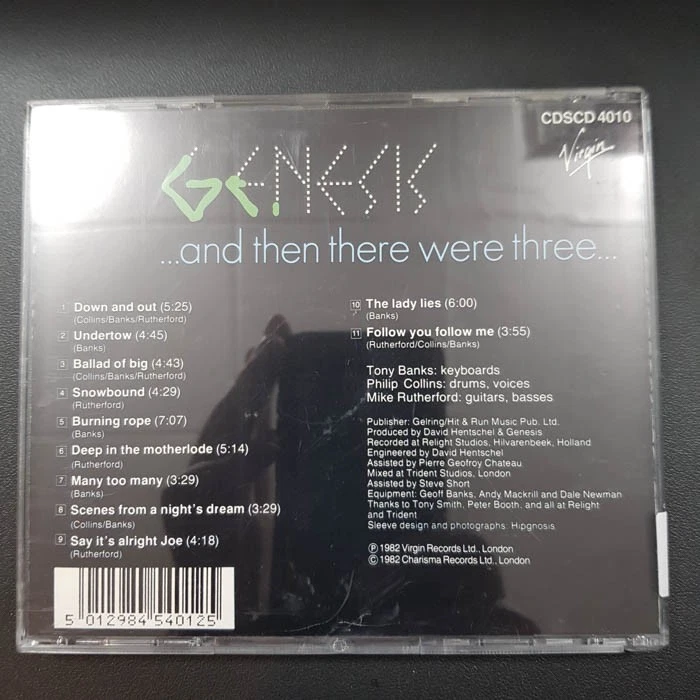 CDSCD 4010
Virgin
GENESIS
...and then there were three...
1 Down and out (5:25)
(Collins/Banks/Rutherford)
2 Undertow (4:45)
(Banks)
3 Ballad of big (4:43)
(Collins/Banks/Rutherford)
4 Snowbound (4:29)
(Rutherford)
5 Burning rope (7:07)
(Banks)
6 Deep in the motherlode (5:14)
(Rutherford)
7 Many too many (3:29)
(Banks)
8 Scenes from a night's dream (3:29)
(Collins/Banks)
9 Say it's alright Joe (4:18)
(Rutherford)
10 The lady lies (6:00)
(Banks)
11 Follow you follow me (3:55)
(Rutherford/Collins/Banks)
Tony Banks: keyboards
Philip Collins: drums, voices
Mike Rutherford: guitars, basses
Publisher: Gelring/Hit & Run Music Pub. Ltd.
Produced by David Hentschel & Genesis
Recorded at Relight Studios, Hilvarenbeek, Holland
Engineered by David Hentschel
Assisted by Pierre Geofroy Chateau
Mixed at Trident Studios, London
Assisted by Steve Short
Equipment: Geoff Banks, Andy Mackrill and Dale Newman
Thanks to Tony Smith, Peter Booth, and all at Relight
and Trident
Sleeve design and photographs: Hipgnosis
Ⓟ 1982 Virgin Records Ltd., London
© 1982 Charisma Records Ltd., London
5 012984 540125